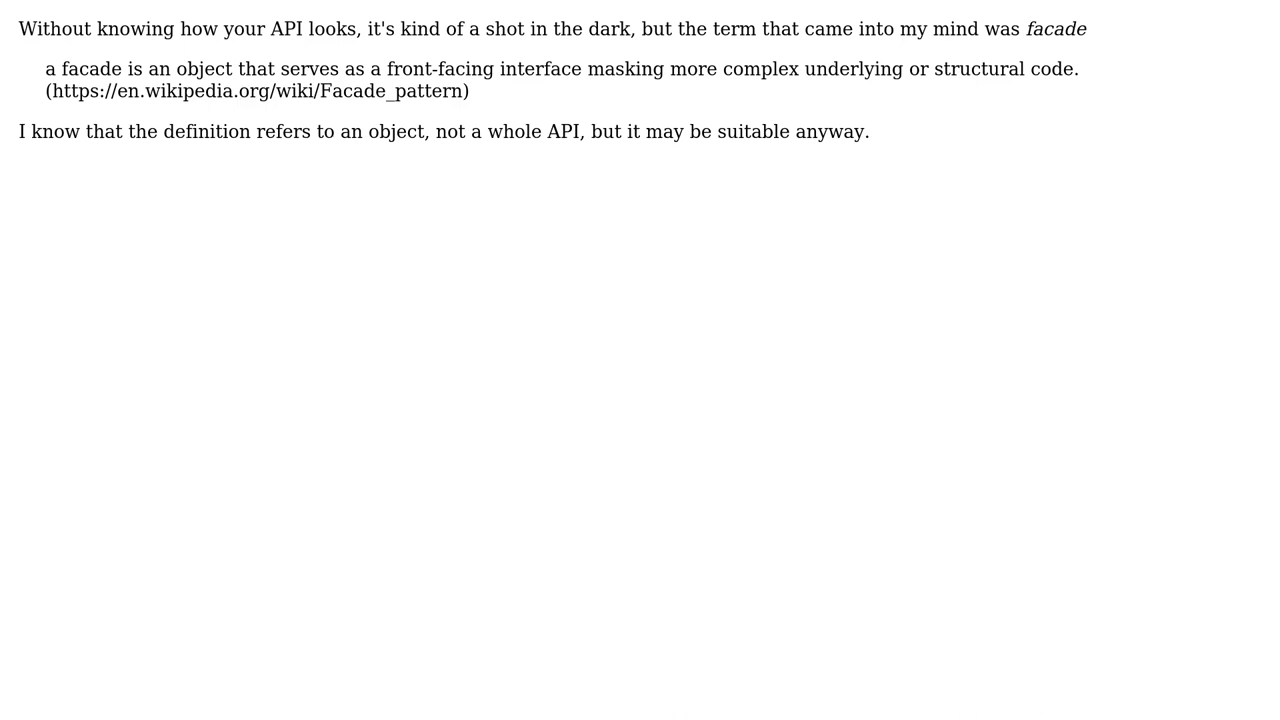 Without knowing how your API looks, it's kind of a shot in the dark, but the term that came into my mind was facade
a facade is an object that serves as a front-facing interface masking more complex underlying or structural code.
(https://en.wikipedia.org/wiki/Facade_pattern)
I know that the definition refers to an object, not a whole API, but it may be suitable anyway.